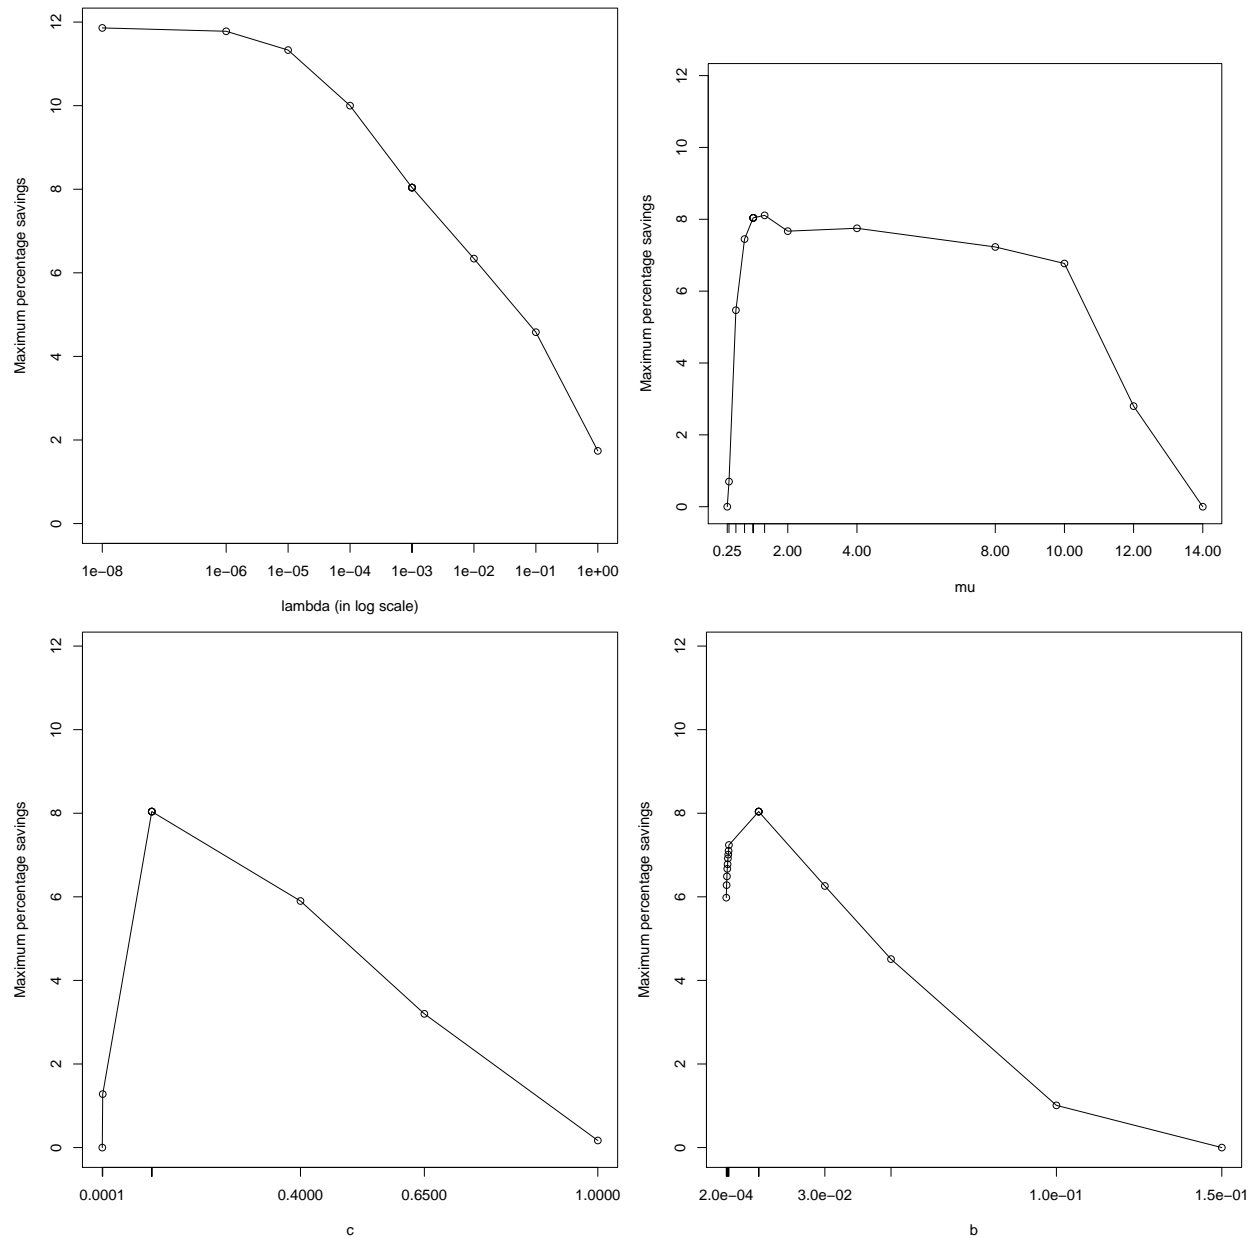 Maximum percentage savings
12
10
8
6
4
2
0
1e−08 1e−06 1e−05 1e−04 1e−03 1e−02 1e−01 1e+00
lambda (in log scale)
Maximum percentage savings
12
10
8
6
4
2
0
0.25 2.00 4.00 8.00 10.00 12.00 14.00
mu
Maximum percentage savings
12
10
8
6
4
2
0
0.0001 0.4000 0.6500 1.0000
c
Maximum percentage savings
12
10
8
6
4
2
0
2.0e−04 3.0e−02 1.0e−01 1.5e−01
b